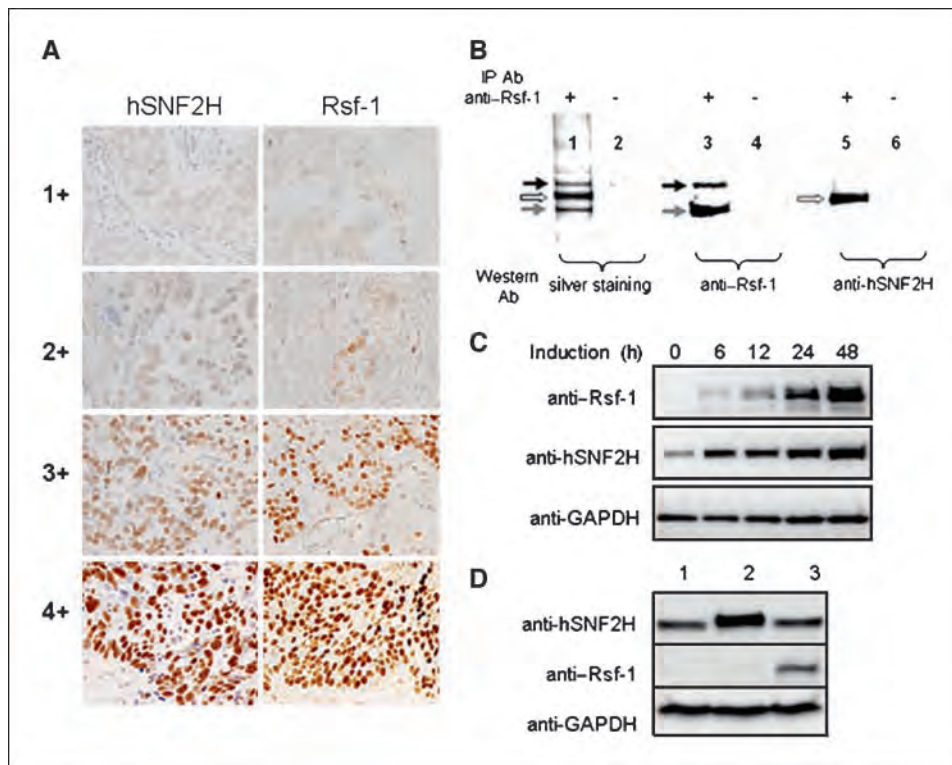 A
hSNF2H Rsf-1
1+
2+
3+
4+
B
IP Ab
anti–Rsf-1 + - + - + -
1 2 3 4 5 6
Western Ab
silver staining anti–Rsf-1 anti-hSNF2H
C
Induction (h) 0 6 12 24 48
anti–Rsf-1
anti-hSNF2H
anti-GAPDH
D
1 2 3
anti-hSNF2H
anti–Rsf-1
anti-GAPDH